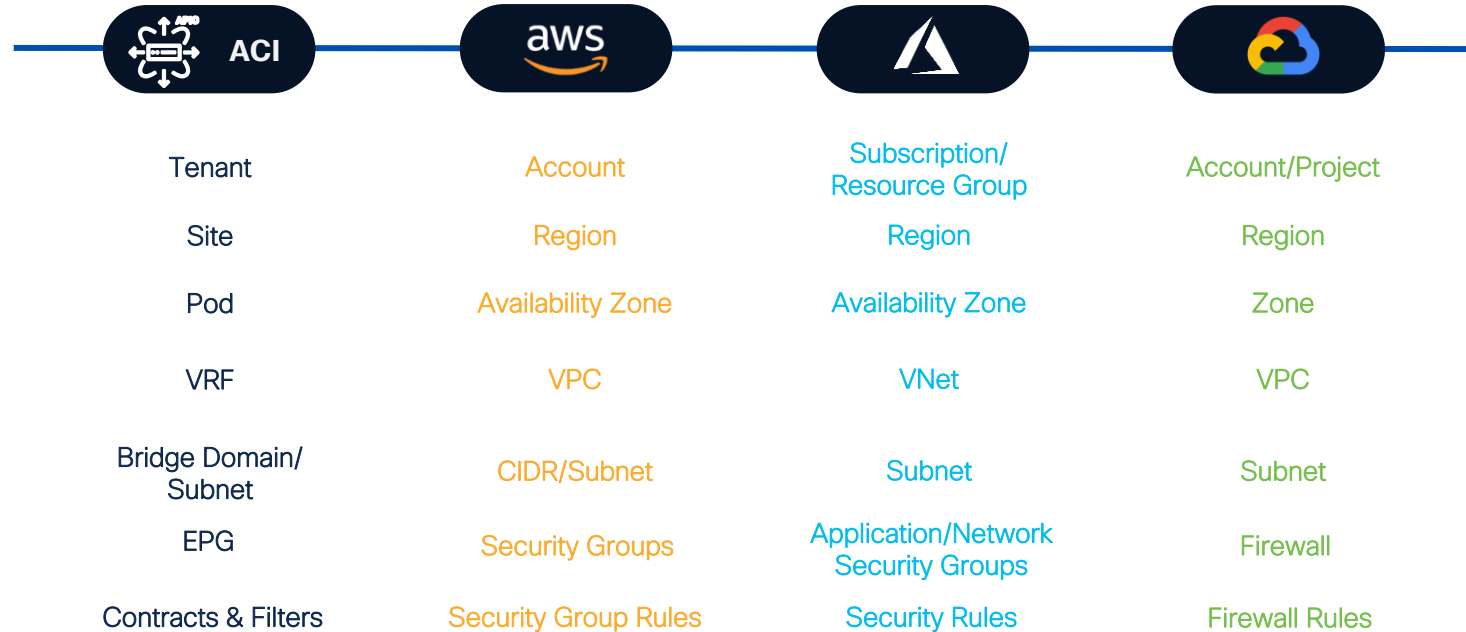 APIC
ACI
aws
Tenant
Account
Subscription/
Resource Group
Account/Project
Site
Region
Region
Region
Pod
Availability Zone
Availability Zone
Zone
VRF
VPC
VNet
VPC
Bridge Domain/
Subnet
CIDR/Subnet
Subnet
Subnet
EPG
Security Groups
Application/Network
Security Groups
Firewall
Contracts & Filters
Security Group Rules
Security Rules
Firewall Rules